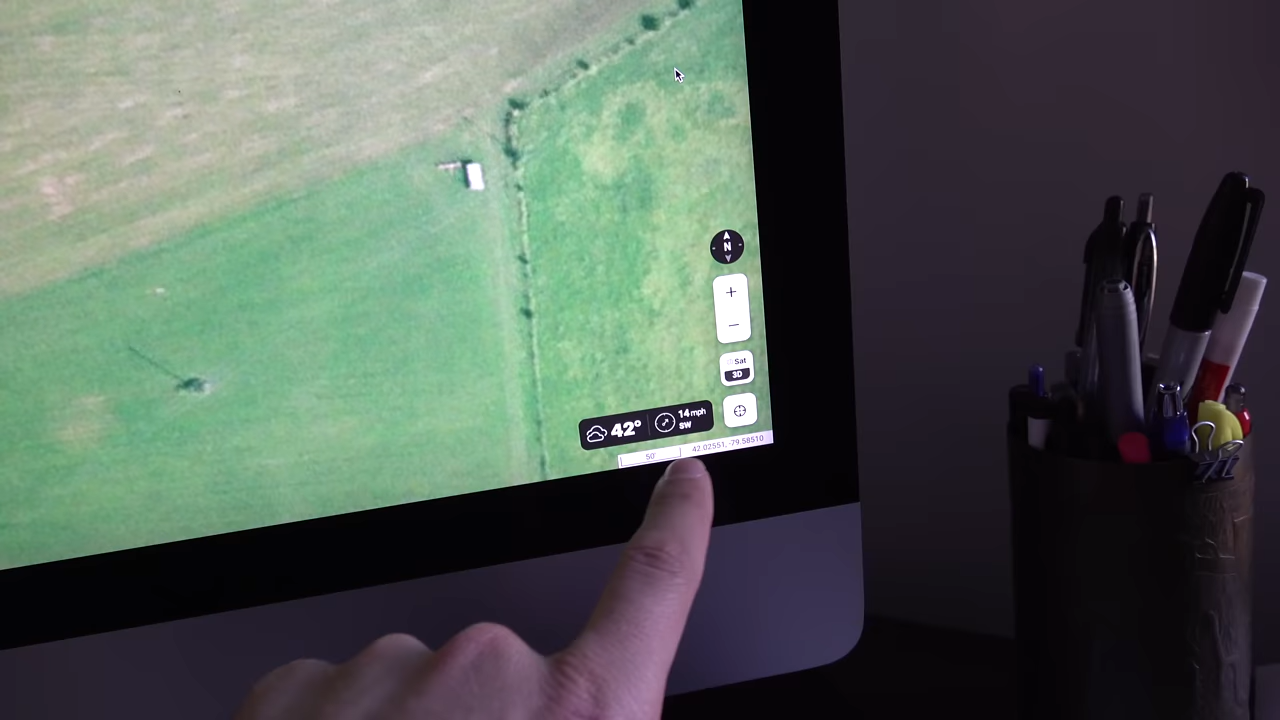 N
+
−
Sat
3D
42°
14 mph
SW
50'
42.02551, -79.58510